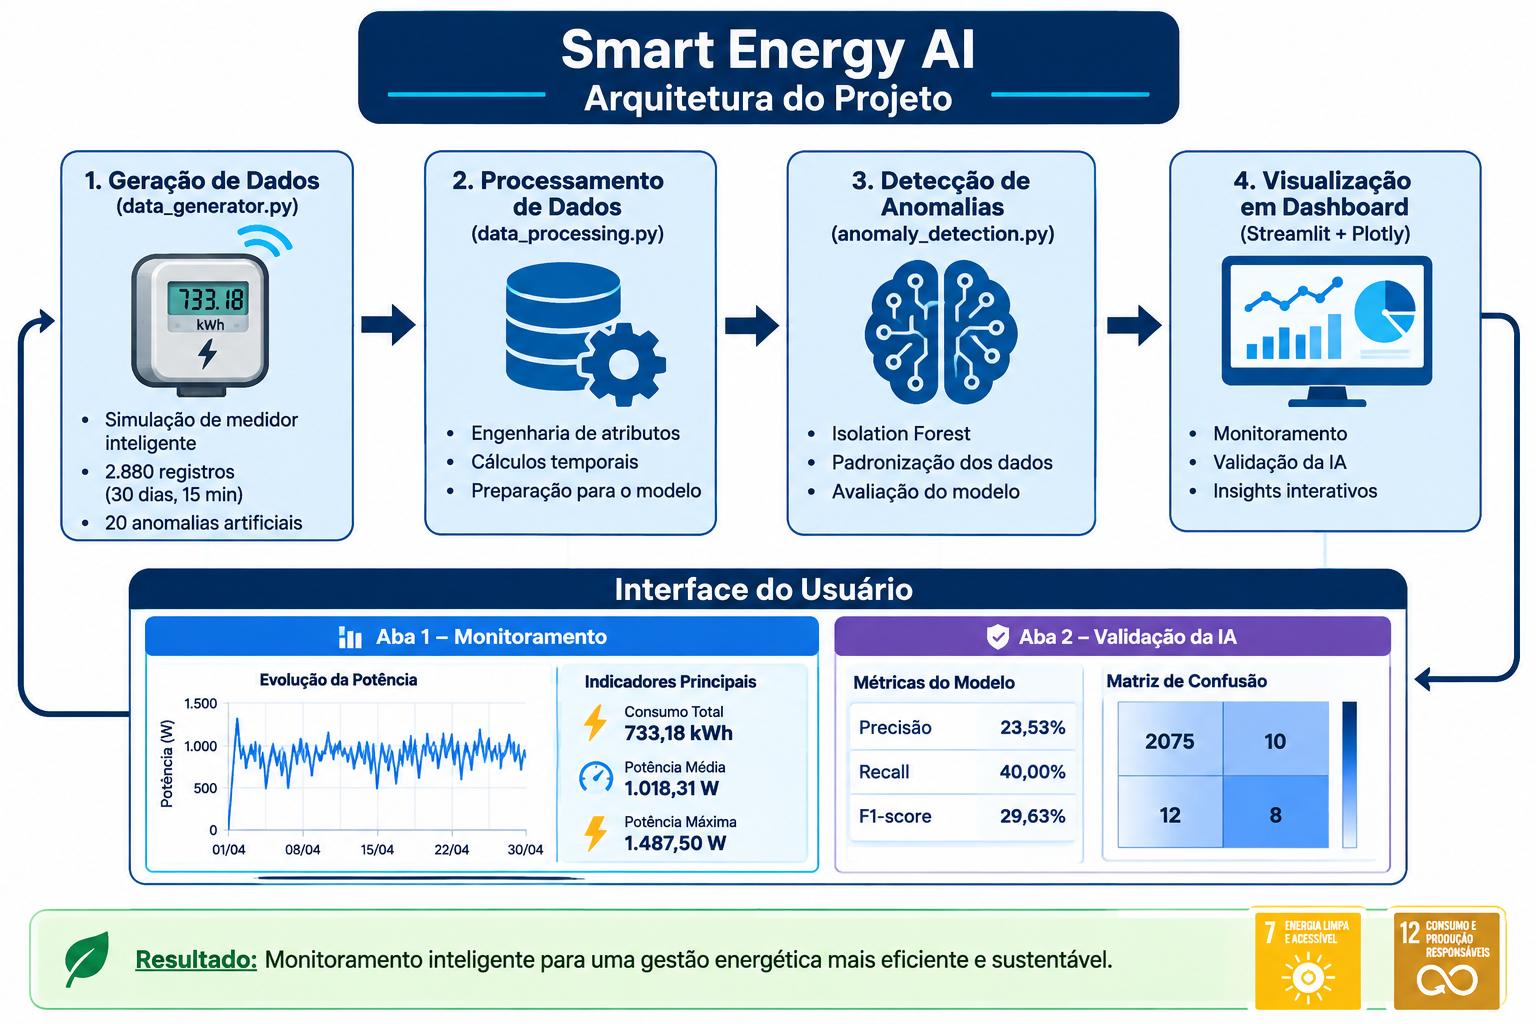 Smart Energy AI
Arquitetura do Projeto
1. Geração de Dados
(data_generator.py)
733.18
kWh
• Simulação de medidor
inteligente
• 2.880 registros
(30 dias, 15 min)
• 20 anomalias artificiais
2. Processamento
de Dados
(data_processing.py)
• Engenharia de atributos
• Cálculos temporais
• Preparação para o modelo
3. Detecção de
Anomalias
(anomaly_detection.py)
• Isolation Forest
• Padronização dos dados
• Avaliação do modelo
4. Visualização
em Dashboard
(Streamlit + Plotly)
• Monitoramento
• Validação da IA
• Insights interativos
Interface do Usuário
Aba 1 – Monitoramento
Evolução da Potência
Potência (W)
1.500
1.000
500
0
01/04 08/04 15/04 22/04 30/04
Indicadores Principais
Consumo Total
733,18 kWh
Potência Média
1.018,31 W
Potência Máxima
1.487,50 W
Aba 2 – Validação da IA
Métricas do Modelo
Precisão 23,53%
Recall 40,00%
F1-score 29,63%
Matriz de Confusão
2075 10
12 8
Resultado: Monitoramento inteligente para uma gestão energética mais eficiente e sustentável.
7 ENERGIA LIMPA
E ACESSÍVEL
12 CONSUMO E
PRODUÇÃO
RESPONSÁVEIS